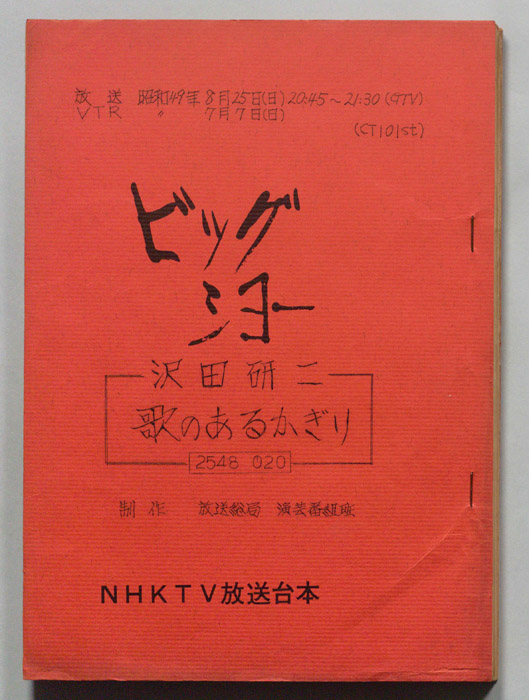 放送 昭和49年8月25日(日)20:45～21:30(GTV)
VTR 〃 7月7日(日)
(CT101st)
ビッグ
ショー
沢田研二
歌のあるかぎり
2548 020
制作 放送総局 演芸番組班
NHKTV放送台本